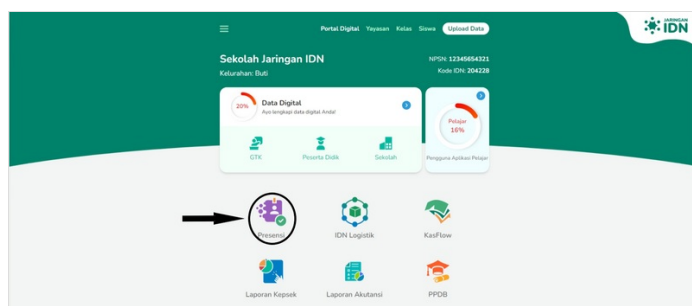 Portal Digital Yayasan Kelas Siswa Upload Data
JARINGAN
IDN
Sekolah Jaringan IDN
Kelurahan: Buti
NPSN: 12345654321
Kode IDN: 204228
20%
Data Digital
Ayo lengkapi data digital Anda!
GTK
Peserta Didik
Sekolah
Pelajar
16%
Pengguna Aplikasi Pelajar
Presensi
IDN Logistik
KasFlow
Laporan Kepsek
Laporan Akutansi
PPDB